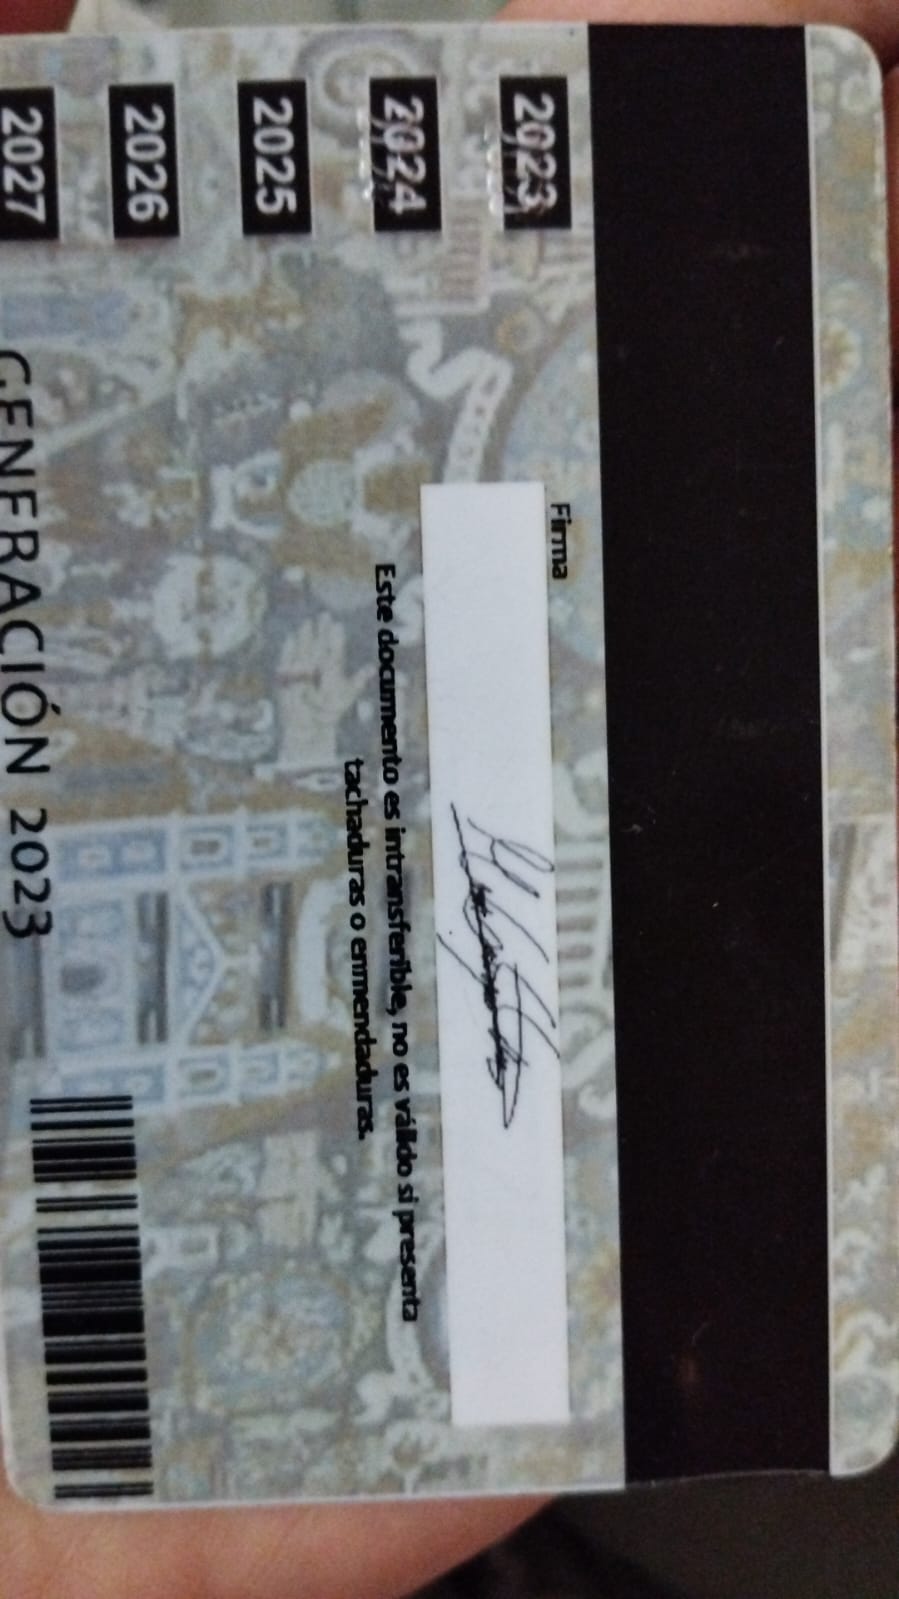 Firma
Este documento es intransferible, no es válido si presenta
tachaduras o enmendaduras.
2023
2024
2025
2026
2027
GENERACIÓN 2023